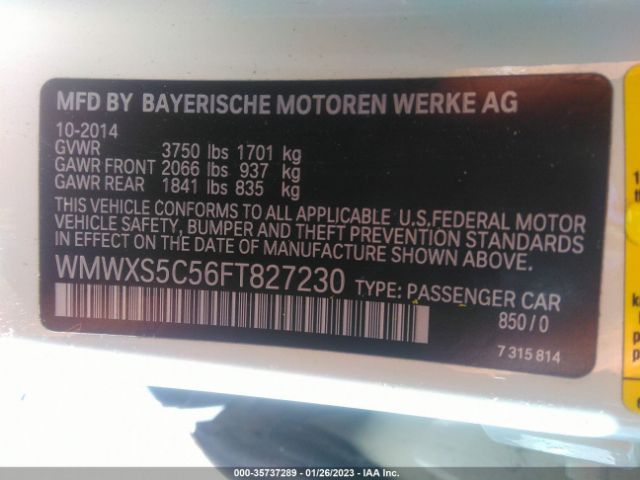 MFD BY BAYERISCHE MOTOREN WERKE AG
10-2014
GVWR 3750 lbs 1701 kg
GAWR FRONT 2066 lbs 937 kg
GAWR REAR 1841 lbs 835 kg
THIS VEHICLE CONFORMS TO ALL APPLICABLE U.S.FEDERAL MOTOR
VEHICLE SAFETY, BUMPER AND THEFT PREVENTION STANDARDS
IN EFFECT ON THE DATE OF MANUFACTURE SHOWN ABOVE.
WMWXS5C56FT827230 TYPE: PASSENGER CAR
850 / 0
7 315 814
000-35737289 - 01/26/2023 - IAA Inc.